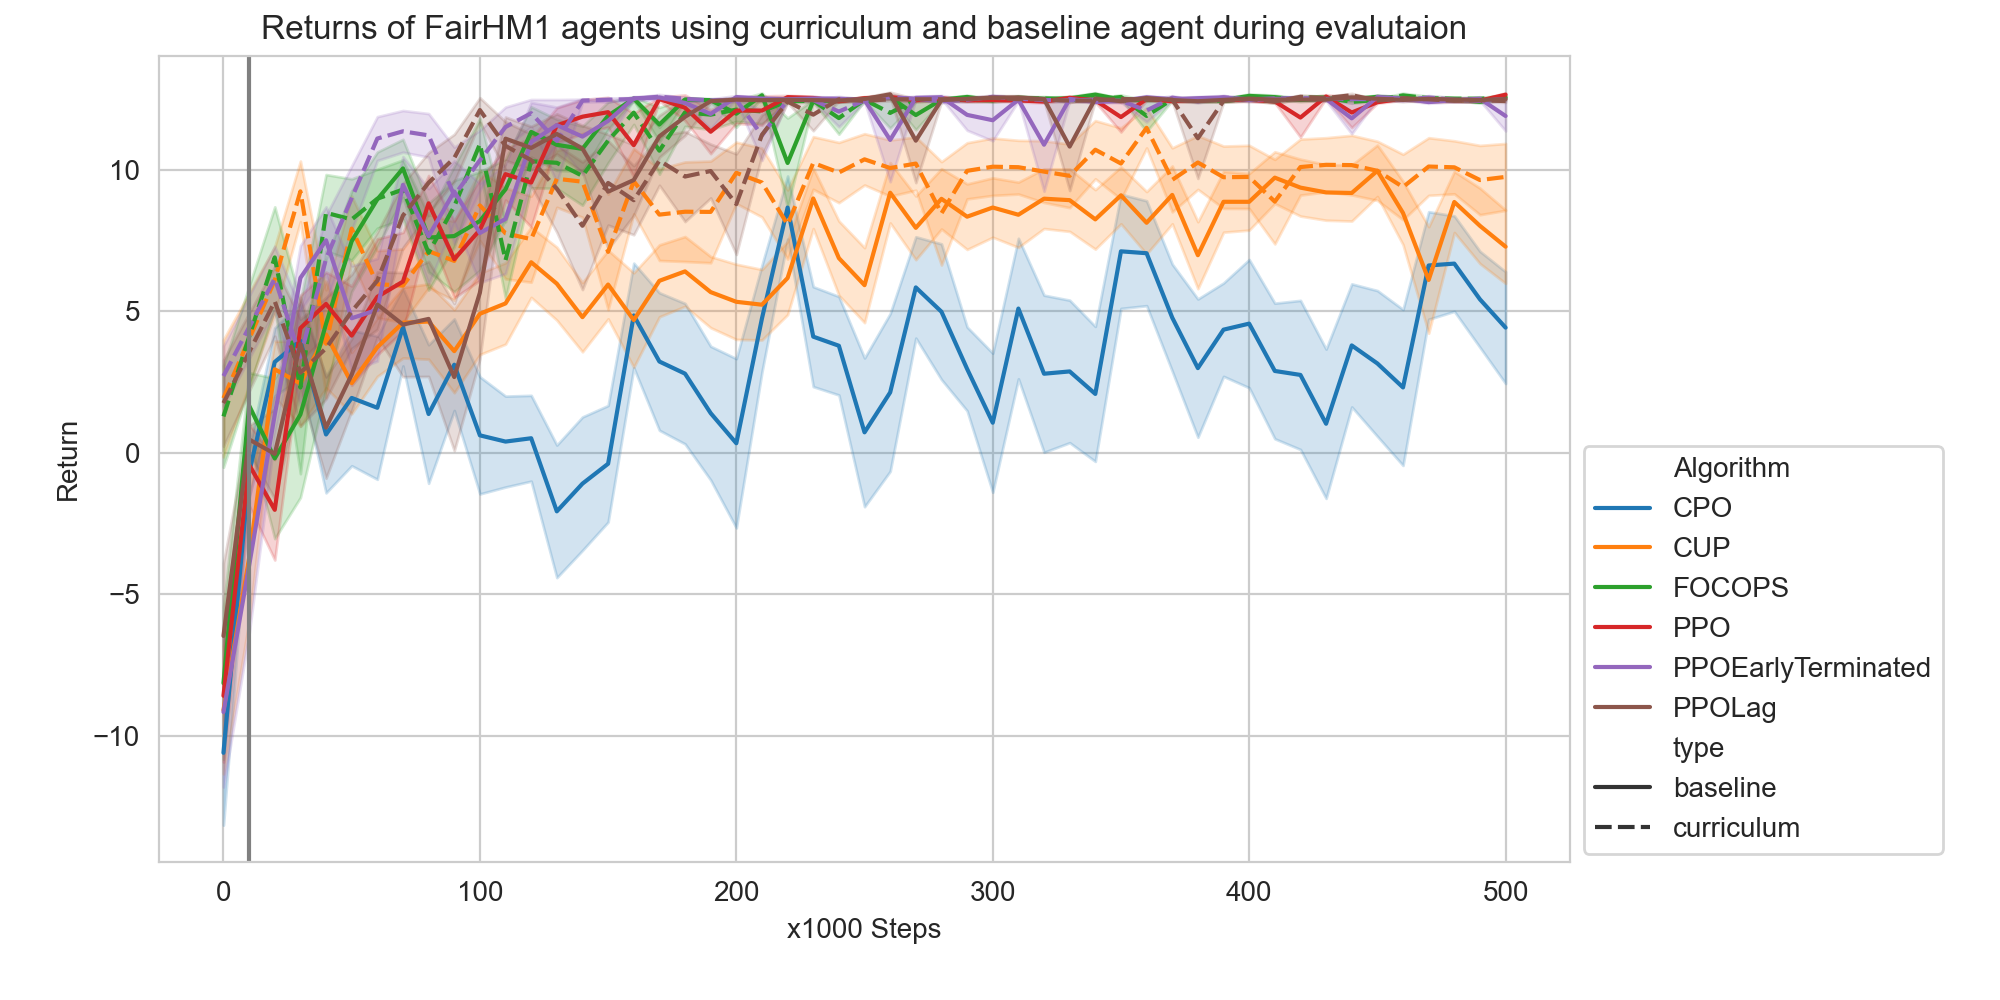 Returns of FairHM1 agents using curriculum and baseline agent during evalutaion
10
5
0
−5
−10
Return
0 100 200 300 400 500
x1000 Steps
Algorithm
CPO
CUP
FOCOPS
PPO
PPOEarlyTerminated
PPOLag
type
baseline
curriculum